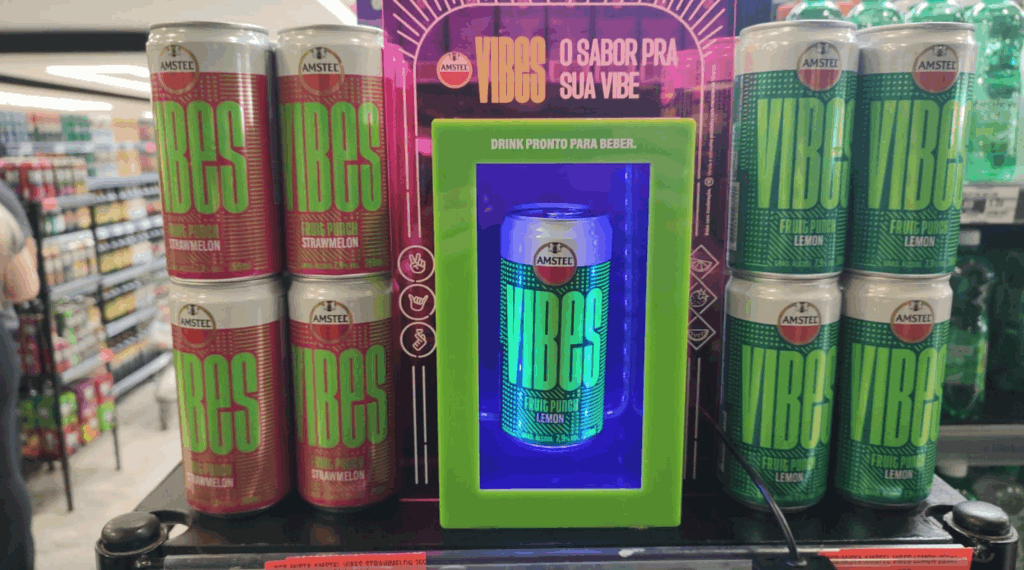 AMSTEL
VIBES
O SABOR PRA
SUA VIBE
DRINK PRONTO PARA BEBER.
AMSTEL
VIBES
FRUIT PUNCH
STRAWMELON
AMSTEL
VIBES
FRUIT PUNCH
STRAWMELON
AMSTEL
VIBES
FRUIT PUNCH
LEMON
7,9%
AMSTEL
VIBES
FRUIT PUNCH
LEMON
AMSTEL
VIBES
FRUIT PUNCH
LEMON
AMSTEL
VIBES
STRAWMELON
AMSTEL
VIBES
FRUIT PUNCH
STRAWMELON
AMSTEL
VIBES
FRUIT PUNCH
LEMON
AMSTEL
VIBES
FRUIT PUNCH
LEMON